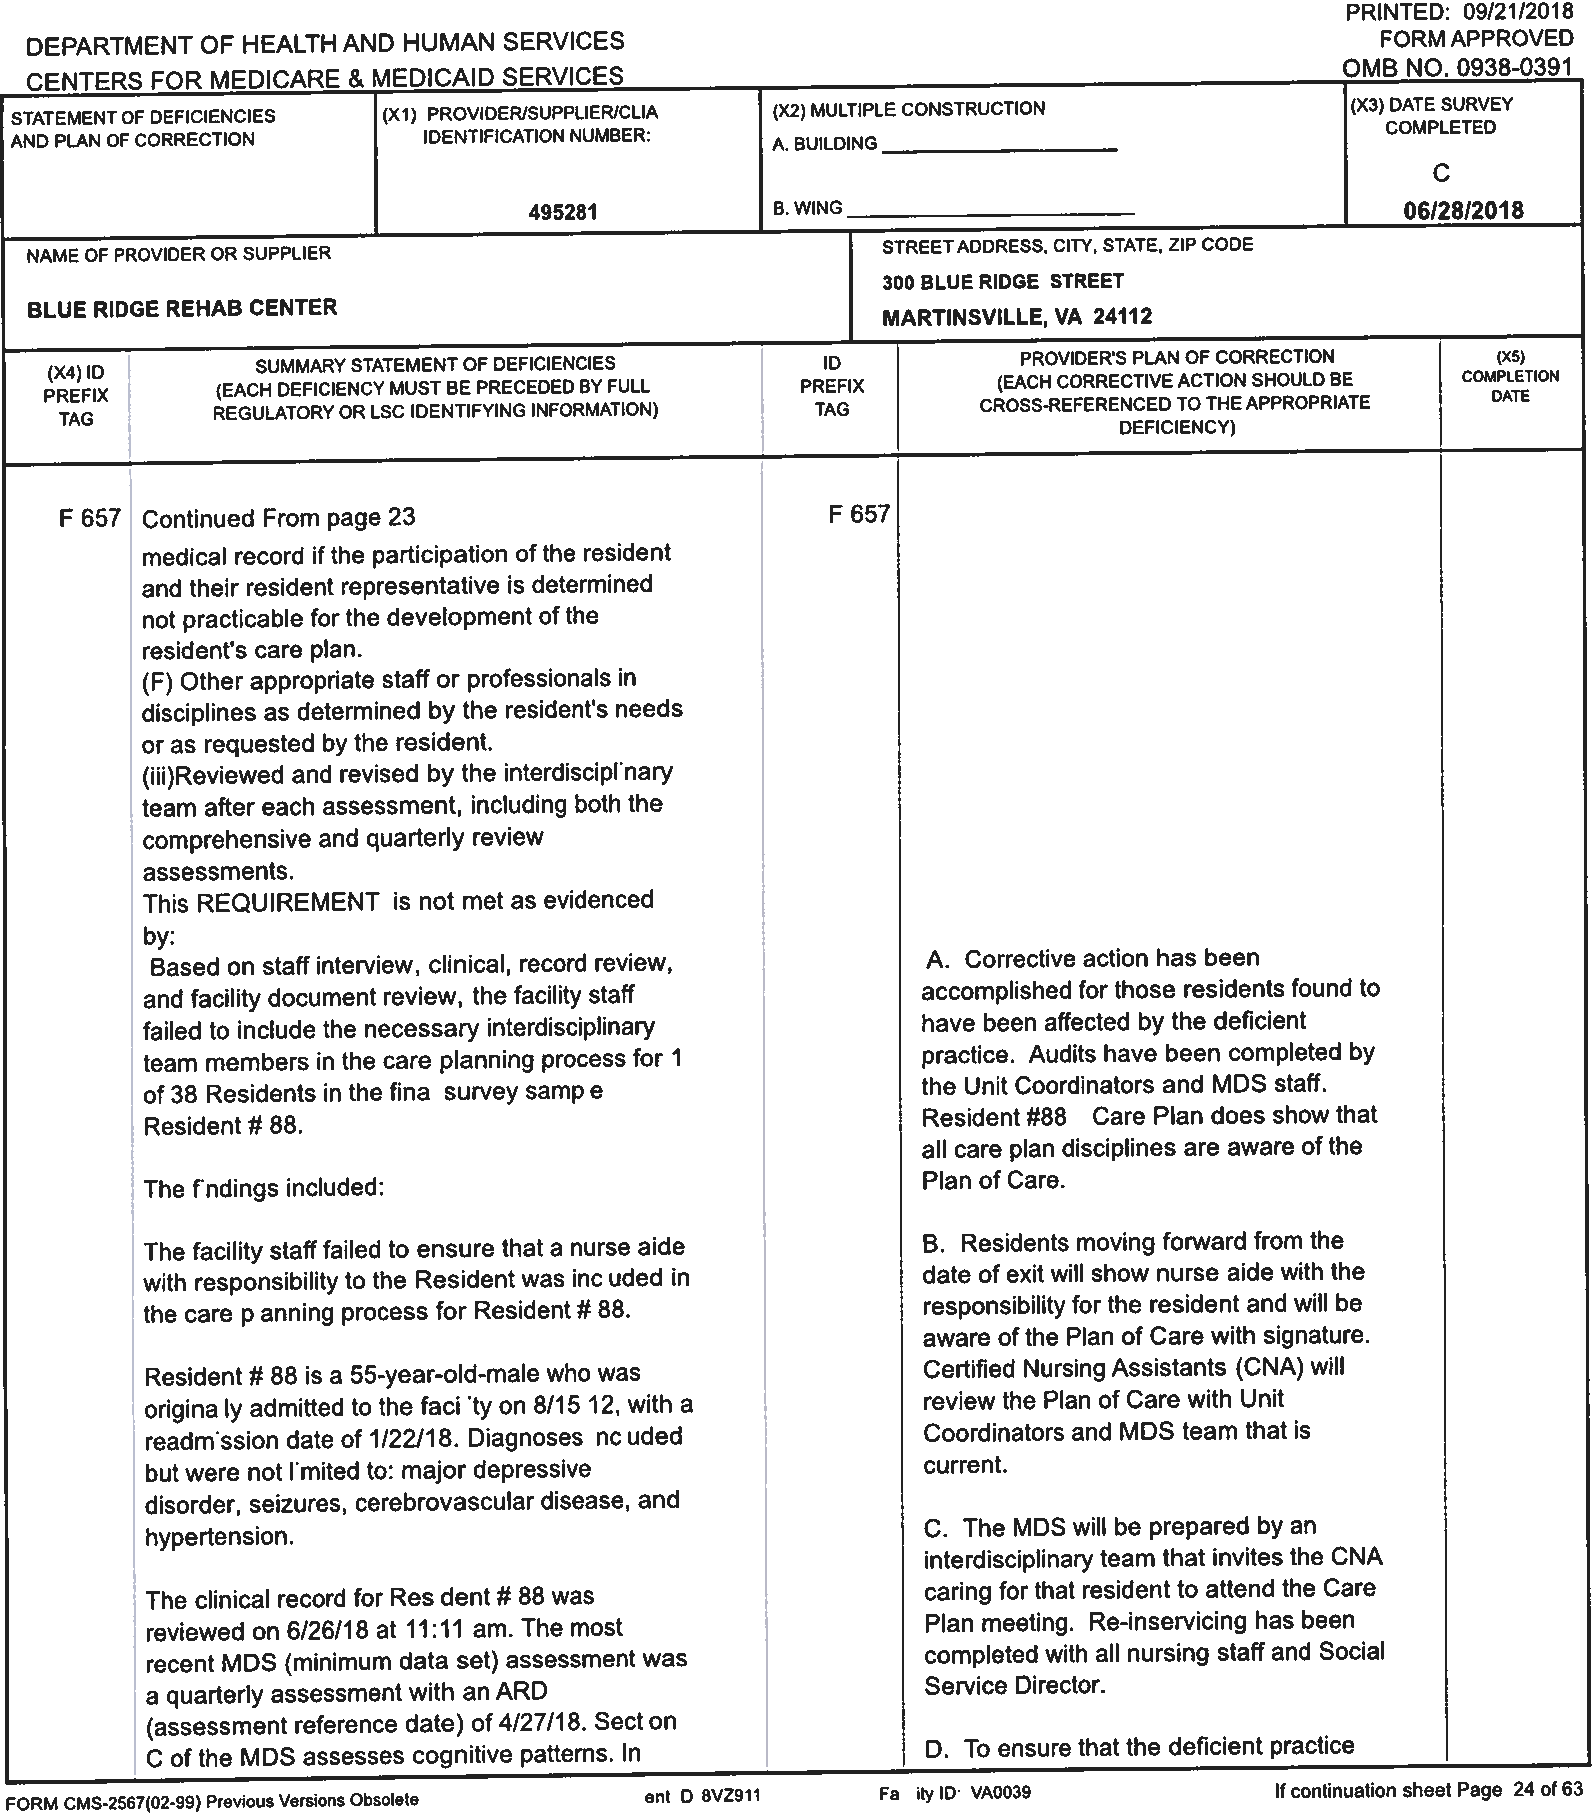 PRINTED: 09/21/2018
DEPARTMENT OF HEALTH AND HUMAN SERVICES
FORM APPROVED
CENTERS FOR MEDICARE & MEDICAID SERVICES
OMB NO. 0938-0391
STATEMENT OF DEFICIENCIES
AND PLAN OF CORRECTION
(X1) PROVIDER/SUPPLIER/CLIA
IDENTIFICATION NUMBER:
495281
(X2) MULTIPLE CONSTRUCTION
A. BUILDING
B. WING
(X3) DATE SURVEY
COMPLETED
C
06/28/2018
NAME OF PROVIDER OR SUPPLIER
BLUE RIDGE REHAB CENTER
STREET ADDRESS, CITY, STATE, ZIP CODE
300 BLUE RIDGE STREET
MARTINSVILLE, VA 24112
(X4) ID
PREFIX
TAG
SUMMARY STATEMENT OF DEFICIENCIES
(EACH DEFICIENCY MUST BE PRECEDED BY FULL
REGULATORY OR LSC IDENTIFYING INFORMATION)
ID
PREFIX
TAG
PROVIDER'S PLAN OF CORRECTION
(EACH CORRECTIVE ACTION SHOULD BE
CROSS-REFERENCED TO THE APPROPRIATE
DEFICIENCY)
(X5)
COMPLETION
DATE
F 657
Continued From page 23
medical record if the participation of the resident
and their resident representative is determined
not practicable for the development of the
resident's care plan.
(F) Other appropriate staff or professionals in
disciplines as determined by the resident's needs
or as requested by the resident.
(iii)Reviewed and revised by the interdiscipl'nary
team after each assessment, including both the
comprehensive and quarterly review
assessments.
This REQUIREMENT is not met as evidenced
by:
Based on staff interview, clinical, record review,
and facility document review, the facility staff
failed to include the necessary interdisciplinary
team members in the care planning process for 1
of 38 Residents in the fina survey samp e
Resident # 88.
The f'ndings included:
The facility staff failed to ensure that a nurse aide
with responsibility to the Resident was inc uded in
the care p anning process for Resident # 88.
Resident # 88 is a 55-year-old-male who was
origina ly admitted to the faci 'ty on 8/15 12, with a
readm'ssion date of 1/22/18. Diagnoses nc uded
but were not l'mited to: major depressive
disorder, seizures, cerebrovascular disease, and
hypertension.
The clinical record for Res dent # 88 was
reviewed on 6/26/18 at 11:11 am. The most
recent MDS (minimum data set) assessment was
a quarterly assessment with an ARD
(assessment reference date) of 4/27/18. Sect on
C of the MDS assesses cognitive patterns. In
F 657
A. Corrective action has been
accomplished for those residents found to
have been affected by the deficient
practice. Audits have been completed by
the Unit Coordinators and MDS staff.
Resident #88 Care Plan does show that
all care plan disciplines are aware of the
Plan of Care.
B. Residents moving forward from the
date of exit will show nurse aide with the
responsibility for the resident and will be
aware of the Plan of Care with signature.
Certified Nursing Assistants (CNA) will
review the Plan of Care with Unit
Coordinators and MDS team that is
current.
C. The MDS will be prepared by an
interdisciplinary team that invites the CNA
caring for that resident to attend the Care
Plan meeting. Re-inservicing has been
completed with all nursing staff and Social
Service Director.
D. To ensure that the deficient practice
FORM CMS-2567(02-99) Previous Versions Obsolete
ent D 8VZ911
Fa ity ID· VA0039
If continuation sheet Page 24 of 63